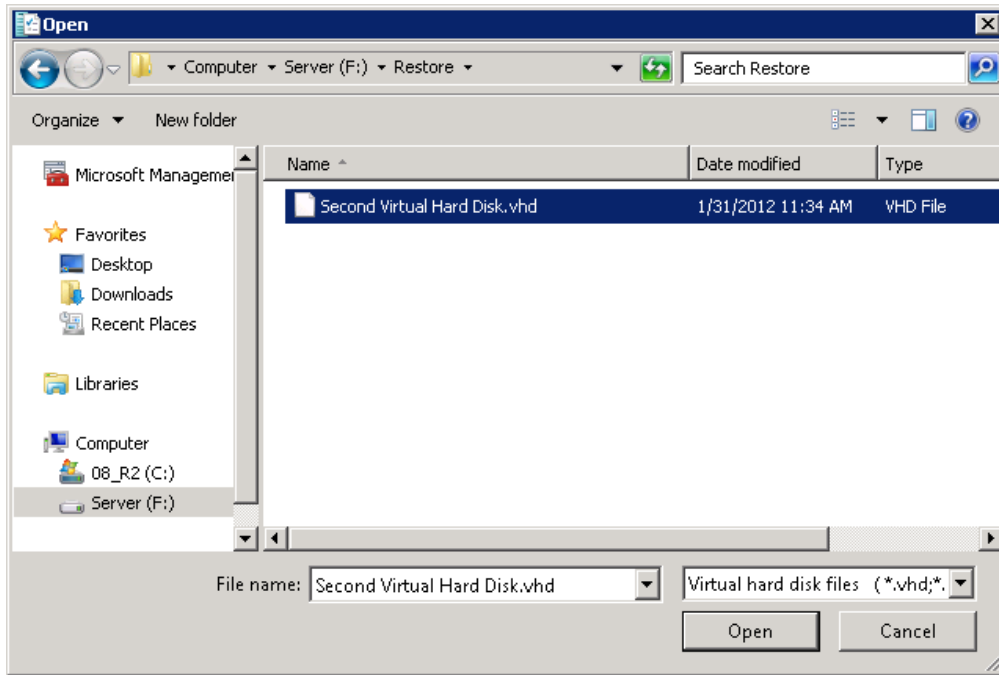 Open
Computer Server (F:) Restore
Search Restore
Organize New folder
Name Date modified Type
Second Virtual Hard Disk.vhd 1/31/2012 11:34 AM VHD File
Microsoft Managemer
Favorites
Desktop
Downloads
Recent Places
Libraries
Computer
08_R2 (C:)
Server (F:)
File name: Second Virtual Hard Disk.vhd Virtual hard disk files (*.vhd;*.
Open Cancel